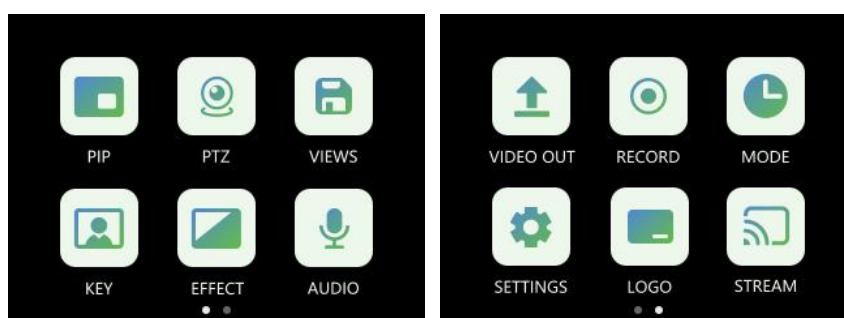 PIP PTZ VIEWS
KEY EFFECT AUDIO
VIDEO OUT RECORD MODE
SETTINGS LOGO STREAM